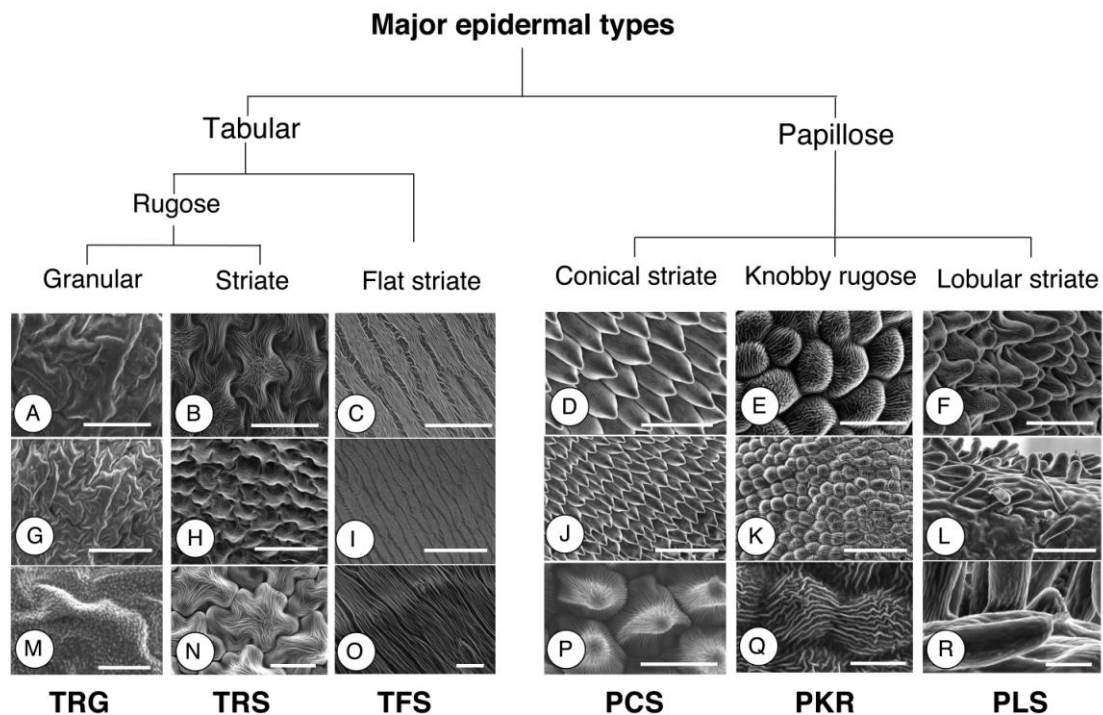 Major epidermal types
Tabular
Papillose
Rugose
Granular
Striate
Flat striate
Conical striate
Knobby rugose
Lobular striate
A
B
C
D
E
F
G
H
I
J
K
L
M
N
O
P
Q
R
TRG
TRS
TFS
PCS
PKR
PLS